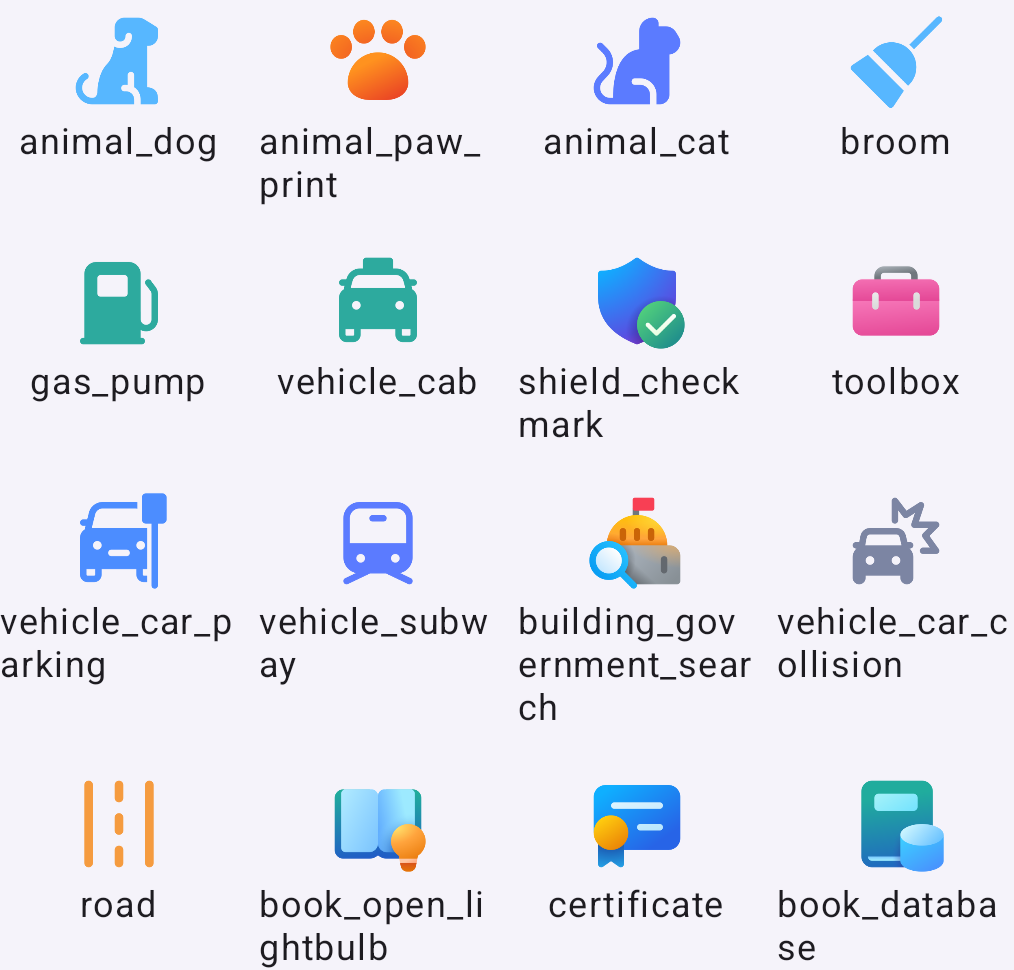 animal_dog
animal_paw_
print
animal_cat
broom
gas_pump
vehicle_cab
shield_check
mark
toolbox
vehicle_car_p
arking
vehicle_subw
ay
building_gov
ernment_sear
ch
vehicle_car_c
ollision
road
book_open_li
ghtbulb
certificate
book_databa
se